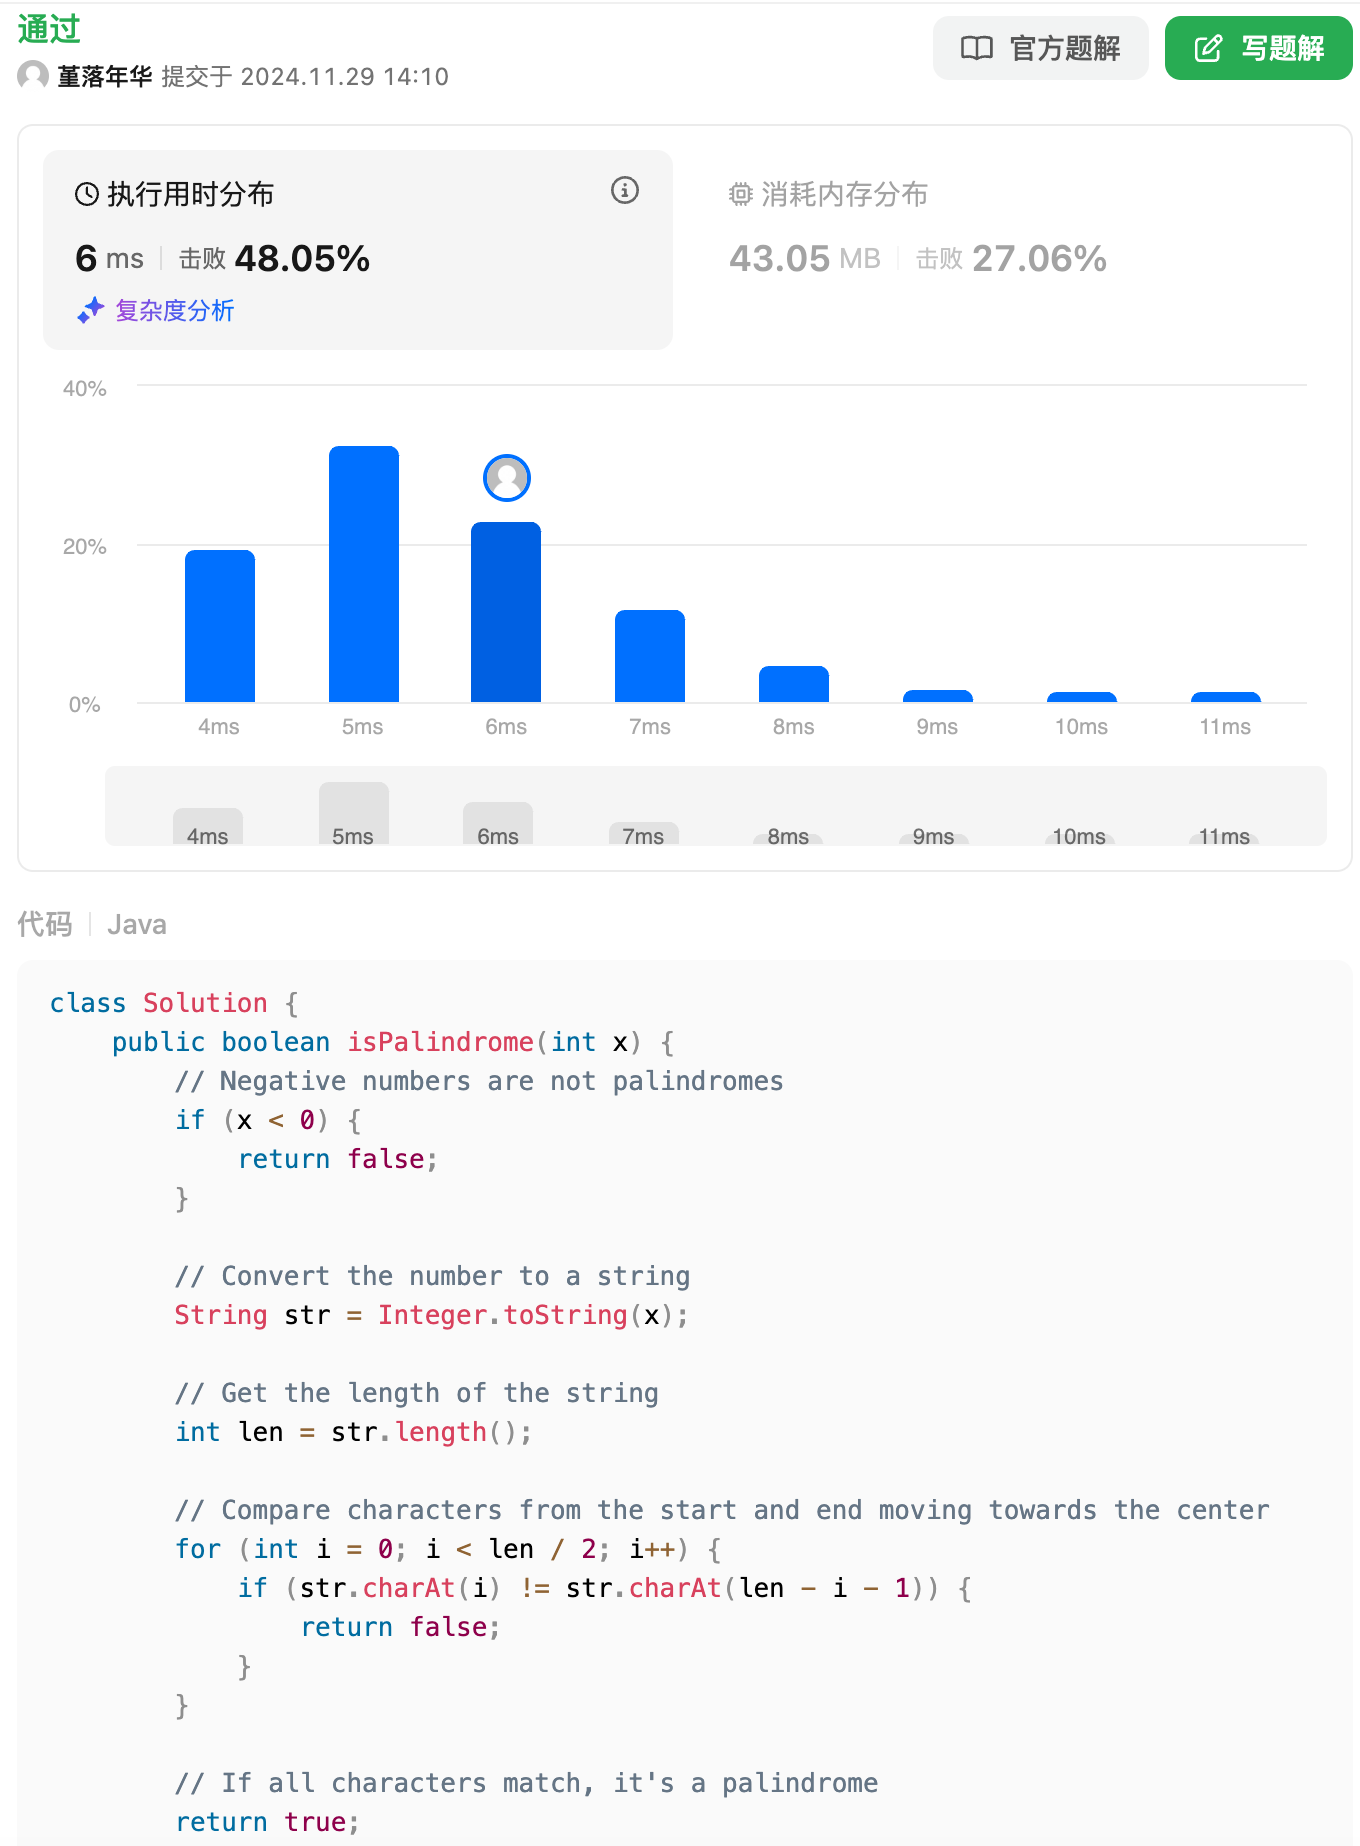 通过
官方题解
写题解
堇落年华 提交于 2024.11.29 14:10
执行用时分布
6 ms 击败 48.05%
复杂度分析
消耗内存分布
43.05 MB 击败 27.06%
40%
20%
0%
4ms 5ms 6ms 7ms 8ms 9ms 10ms 11ms
4ms 5ms 6ms 7ms 8ms 9ms 10ms 11ms
代码 Java
class Solution {
    public boolean isPalindrome(int x) {
        // Negative numbers are not palindromes
        if (x < 0) {
            return false;
        }

        // Convert the number to a string
        String str = Integer.toString(x);

        // Get the length of the string
        int len = str.length();

        // Compare characters from the start and end moving towards the center
        for (int i = 0; i < len / 2; i++) {
            if (str.charAt(i) != str.charAt(len - i - 1)) {
                return false;
            }
        }

        // If all characters match, it's a palindrome
        return true;